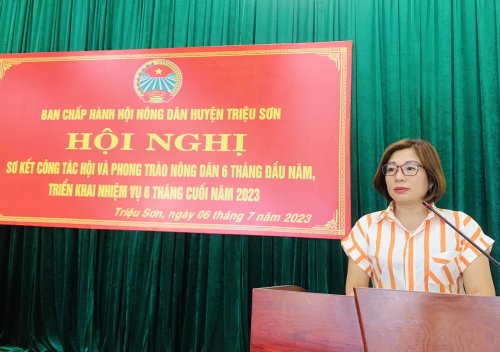 BAN CHẤP HÀNH HỘI NÔNG DÂN HUYỆN TRIỆU SƠN
HỘI NGHỊ
SƠ KẾT CÔNG TÁC HỘI VÀ PHONG TRÀO NÔNG DÂN 6 THÁNG ĐẦU NĂM,
TRIỂN KHAI NHIỆM VỤ 6 THÁNG CUỐI NĂM 2023
Triệu Sơn, ngày 06 tháng 7 năm 2023